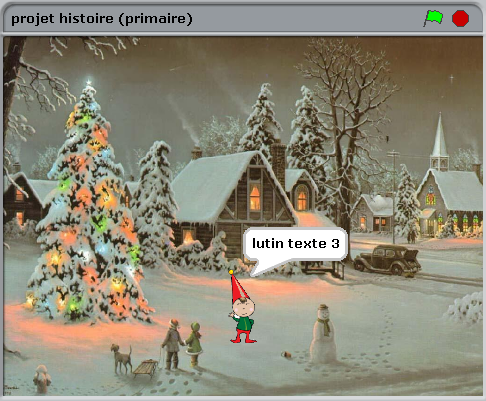 projet histoire (primaire)
lutin texte 3